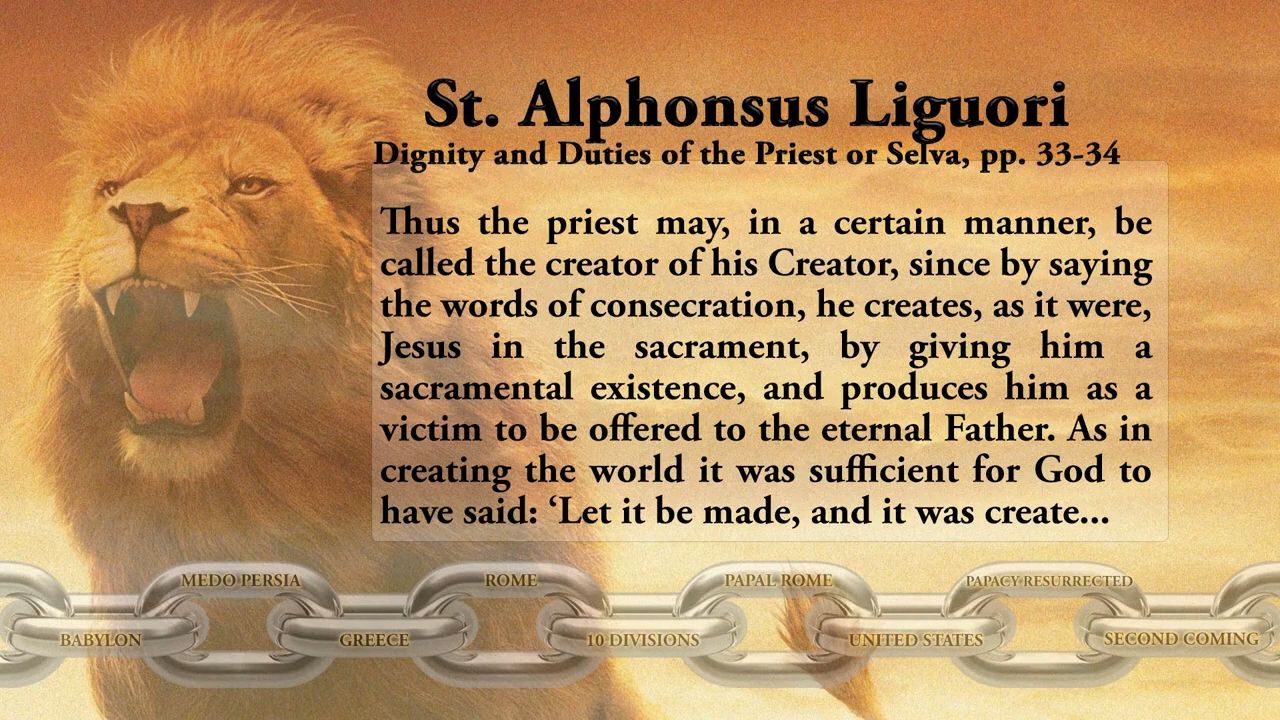 St. Alphonsus Liguori
Dignity and Duties of the Priest or Selva, pp. 33-34
Thus the priest may, in a certain manner, be
called the creator of his Creator, since by saying
the words of consecration, he creates, as it were,
Jesus in the sacrament, by giving him a
sacramental existence, and produces him as a
victim to be offered to the eternal Father. As in
creating the world it was sufficient for God to
have said: ‘Let it be made, and it was create...
MEDO PERSIA ROME PAPAL ROME PAPACY RESURRECTED
BABYLON GREECE 10 DIVISIONS UNITED STATES SECOND COMING